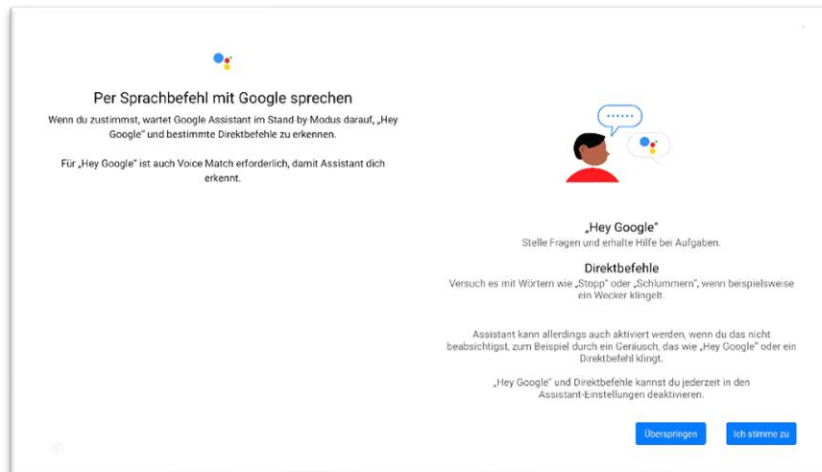 Per Sprachbefehl mit Google sprechen
Wenn du zustimmst, wartet Google Assistant im Stand by Modus darauf, „Hey
Google" und bestimmte Direktbefehle zu erkennen.
Für „Hey Google" ist auch Voice Match erforderlich, damit Assistant dich
erkennt.
„Hey Google"
Stelle Fragen und erhalte Hilfe bei Aufgaben.
Direktbefehle
Versuch es mit Wörtern wie „Stopp" oder „Schlummern", wenn beispielsweise
ein Wecker klingelt.
Assistant kann allerdings auch aktiviert werden, wenn du das nicht
beabsichtigst, zum Beispiel durch ein Geräusch, das wie „Hey Google" oder ein
Direktbefehl klingt.
„Hey Google" und Direktbefehle kannst du jederzeit in den
Assistant-Einstellungen deaktivieren.
Überspringen
Ich stimme zu